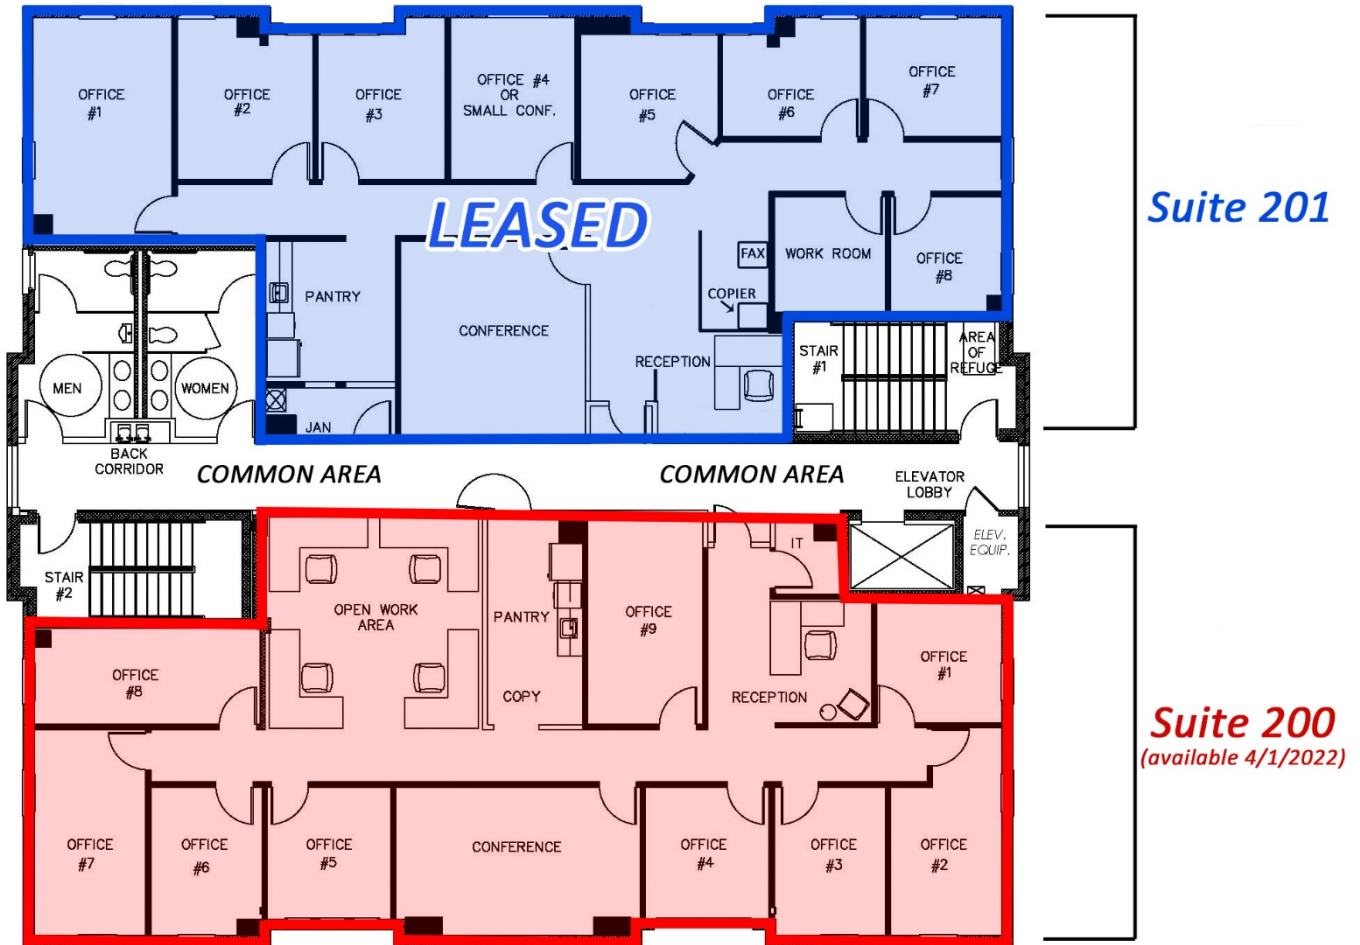 OFFICE
#1
OFFICE
#2
OFFICE
#3
OFFICE #4
OR
SMALL CONF.
OFFICE
#5
OFFICE
#6
OFFICE
#7
LEASED
Suite 201
PANTRY
CONFERENCE
FAX
COPIER
WORK ROOM
OFFICE
#8
RECEPTION
STAIR
#1
AREA
OF
REFUGE
MEN
WOMEN
JAN
BACK
CORRIDOR
COMMON AREA
COMMON AREA
ELEVATOR
LOBBY
STAIR
#2
OPEN WORK
AREA
PANTRY
COPY
OFFICE
#9
IT
ELEV.
EQUIP.
RECEPTION
OFFICE
#1
OFFICE
#8
Suite 200
(available 4/1/2022)
OFFICE
#7
OFFICE
#6
OFFICE
#5
CONFERENCE
OFFICE
#4
OFFICE
#3
OFFICE
#2